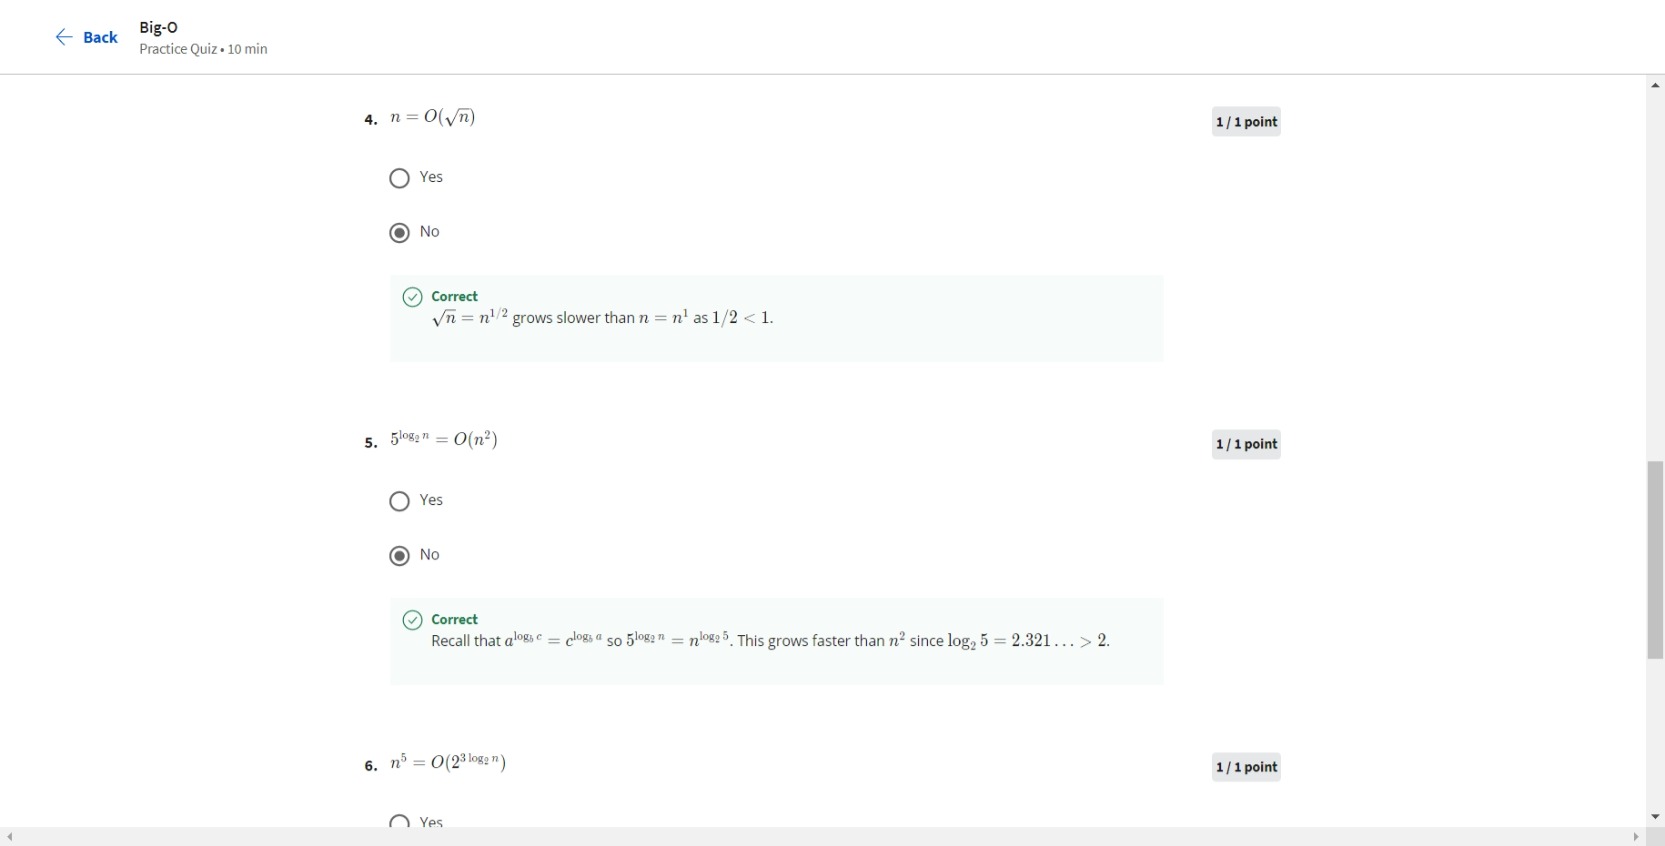 Back
Big-O
Practice Quiz • 10 min
4. n = O(√n)
1 / 1 point
Yes
No
Correct
√n = n^{1/2} grows slower than n = n^1 as 1/2 < 1.
5. 5^{log_2 n} = O(n^2)
1 / 1 point
Yes
No
Correct
Recall that a^{log_b c} = c^{log_b a} so 5^{log_2 n} = n^{log_2 5}. This grows faster than n^2 since log_2 5 = 2.321... > 2.
6. n^5 = O(2^{3 log_2 n})
1 / 1 point
Yes